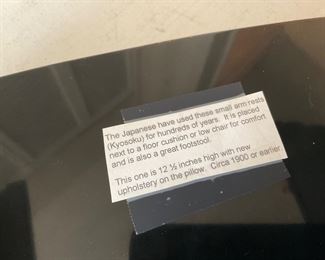 The Japanese have used these small arm rests
(Kyosoku) for hundreds of years. It is placed
next to a floor cushion or low chair for comfort
and is also a great footstool.
This one is 12 ½ inches high with new
upholstery on the pillow. Circa 1900 or earlier